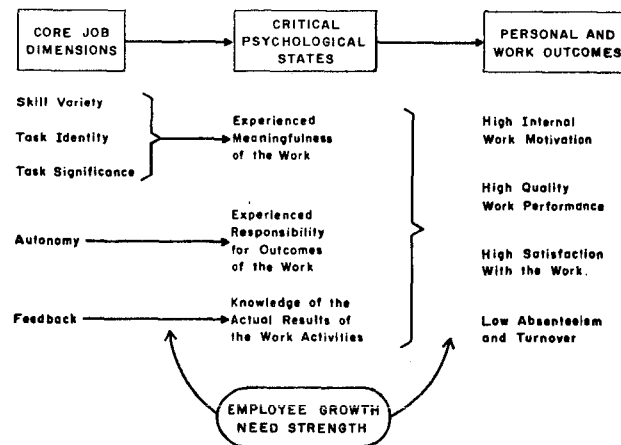 CORE JOB
DIMENSIONS
CRITICAL
PSYCHOLOGICAL
STATES
PERSONAL AND
WORK OUTCOMES
Skill Variety
Task Identity
Task Significance
Experienced
Meaningfulness
of the Work
High Internal
Work Motivation
High Quality
Work Performance
Autonomy
Experienced
Responsibility
for Outcomes
of the Work
High Satisfaction
With the Work.
Feedback
Knowledge of the
Actual Results of
the Work Activities
Low Absenteeism
and Turnover
EMPLOYEE GROWTH
NEED STRENGTH